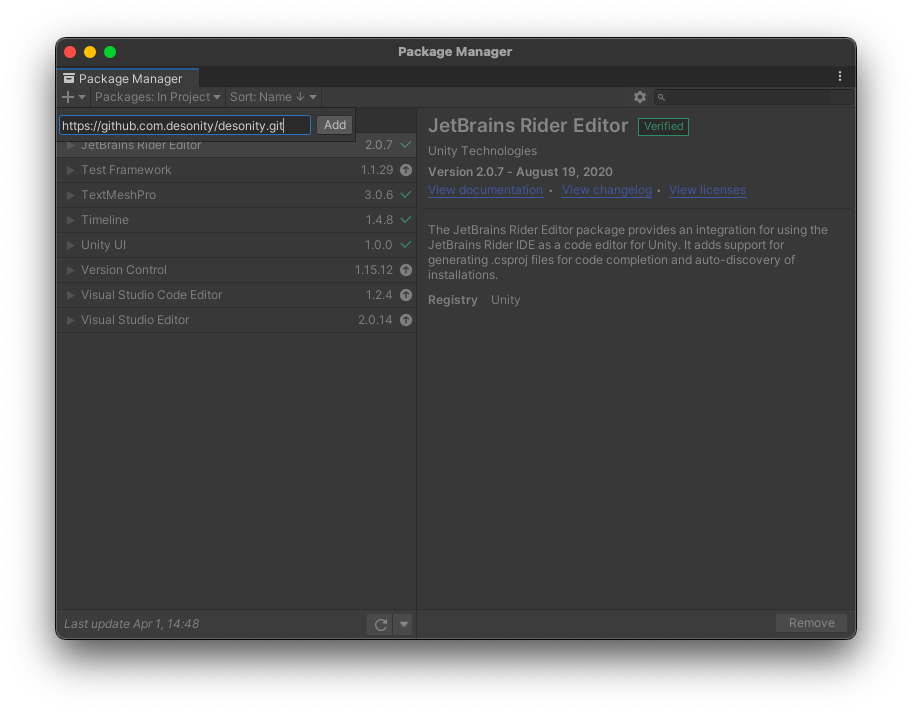 Package Manager
Package Manager
Packages: In Project
Sort: Name ↓
https://github.com.desonity/desonity.git
Add
JetBrains Rider Editor 2.0.7
Test Framework 1.1.29
TextMeshPro 3.0.6
Timeline 1.4.8
Unity UI 1.0.0
Version Control 1.15.12
Visual Studio Code Editor 1.2.4
Visual Studio Editor 2.0.14
Last update Apr 1, 14:48
JetBrains Rider Editor Verified
Unity Technologies
Version 2.0.7 - August 19, 2020
View documentation • View changelog • View licenses
The JetBrains Rider Editor package provides an integration for using the
JetBrains Rider IDE as a code editor for Unity. It adds support for
generating .csproj files for code completion and auto-discovery of
installations.
Registry Unity
Remove